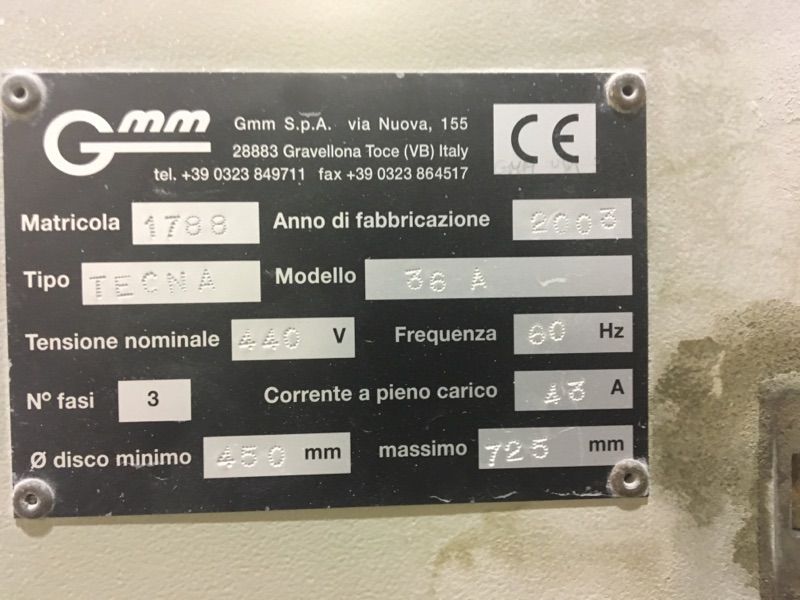 Gmm
Gmm S.p.A. via Nuova, 155
28883 Gravellona Toce (VB) Italy
tel. +39 0323 849711 fax +39 0323 864517
CE
Matricola 1788 Anno di fabbricazione 2003
Tipo TECNA Modello 36 A
Tensione nominale 440 V Frequenza 60 Hz
Nº fasi 3 Corrente a pieno carico 43 A
Ø disco minimo 450 mm massimo 725 mm